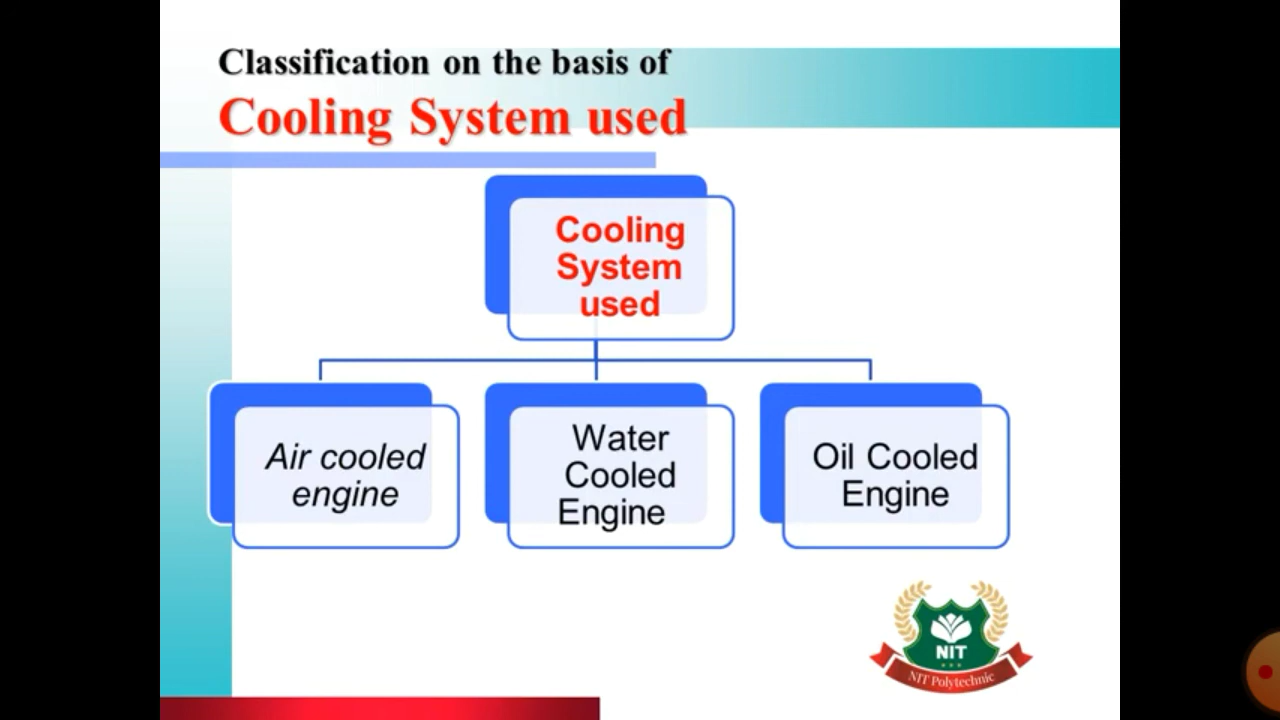 Classification on the basis of
Cooling System used
Cooling
System
used
Air cooled
engine
Water
Cooled
Engine
Oil Cooled
Engine
NIT
NIT Polytechnic